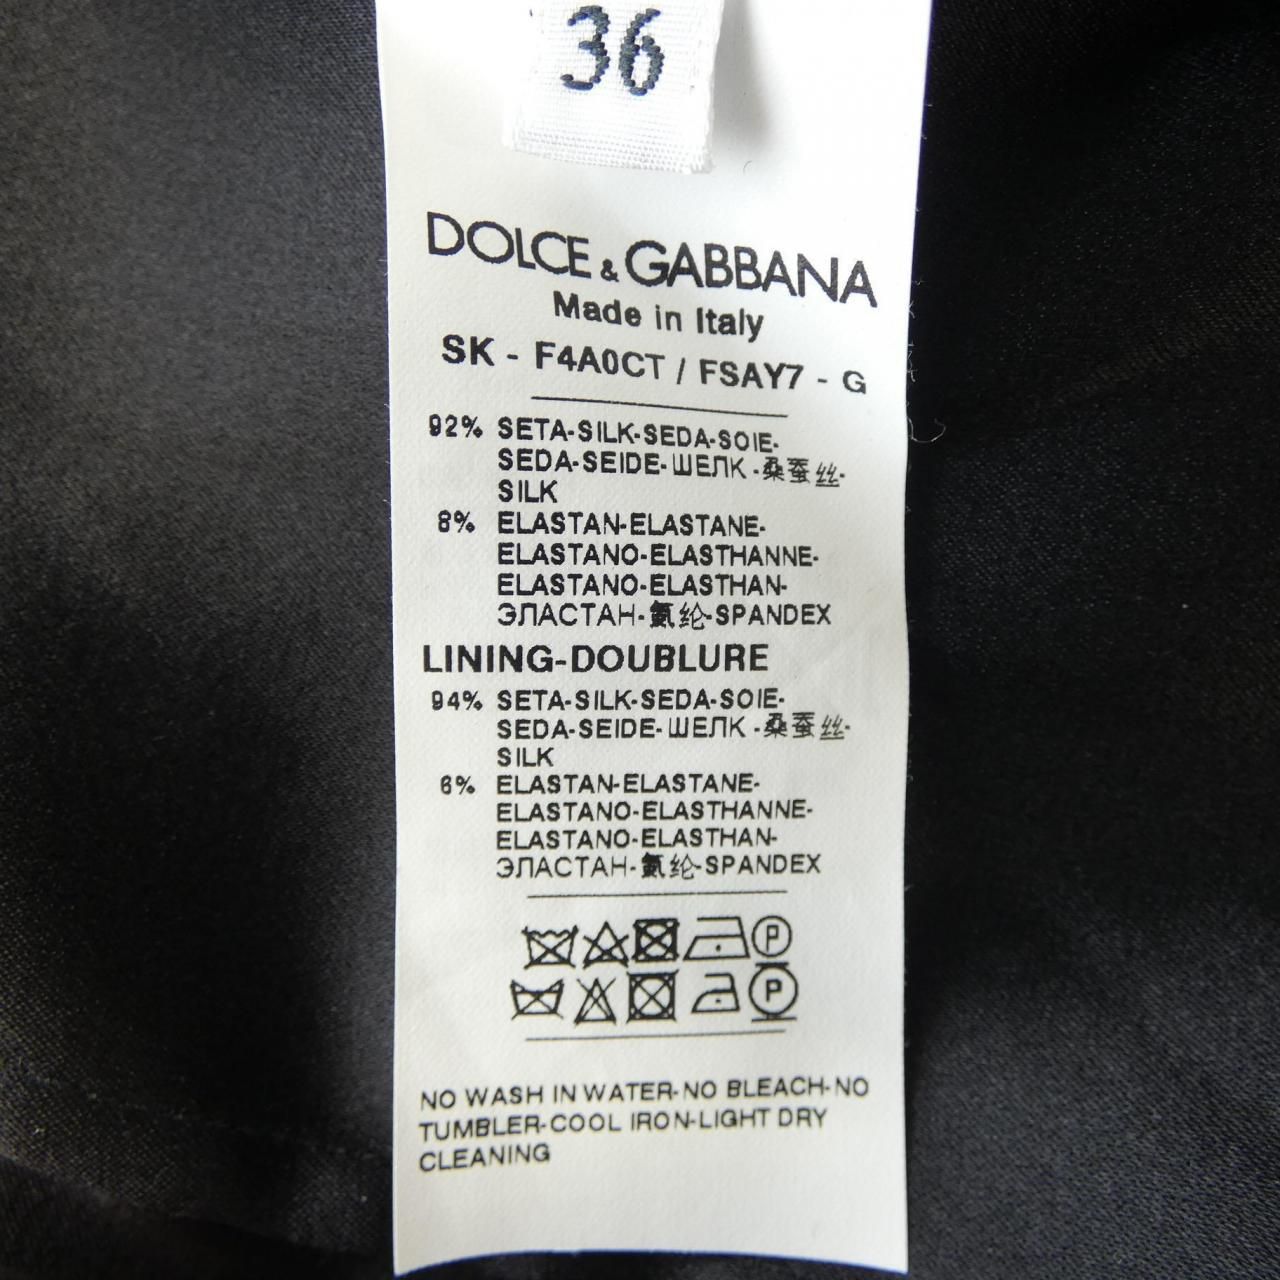 36
DOLCE & GABBANA
Made in Italy
SK - F4A0CT / FSAY7 - G
92% SETA-SILK-SEDA-SOIE-
SEDA-SEIDE-ШЕЛК-桑蚕丝-
SILK
8% ELASTAN-ELASTANE-
ELASTANO-ELASTHANNE-
ELASTANO-ELASTHAN-
ЭЛАСТАН-氨纶-SPANDEX
LINING-DOUBLURE
94% SETA-SILK-SEDA-SOIE-
SEDA-SEIDE-ШЕЛК-桑蚕丝-
SILK
6% ELASTAN-ELASTANE-
ELASTANO-ELASTHANNE-
ELASTANO-ELASTHAN-
ЭЛАСТАН-氨纶-SPANDEX
P
P
NO WASH IN WATER-NO BLEACH-NO
TUMBLER-COOL IRON-LIGHT DRY
CLEANING